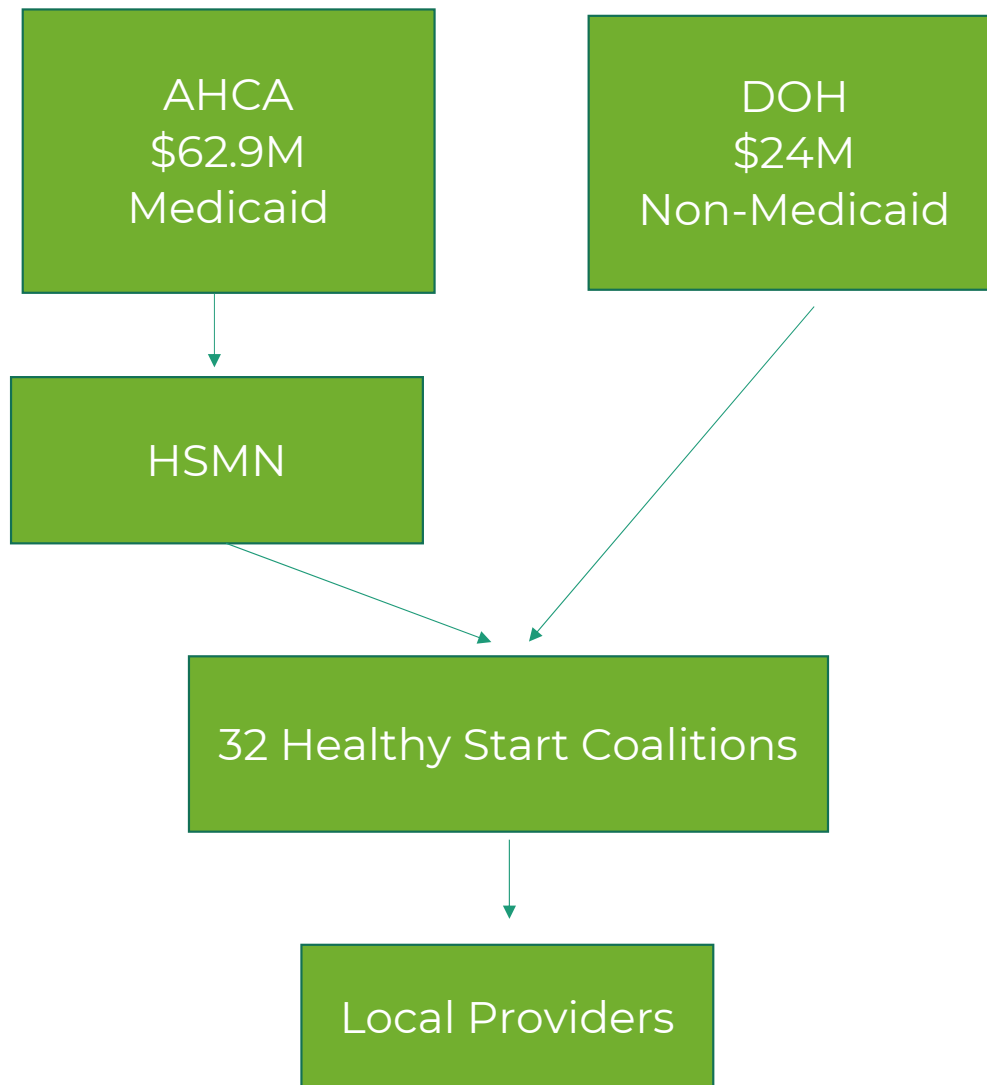 AHCA
$62.9M
Medicaid
DOH
$24M
Non-Medicaid
HSMN
32 Healthy Start Coalitions
Local Providers